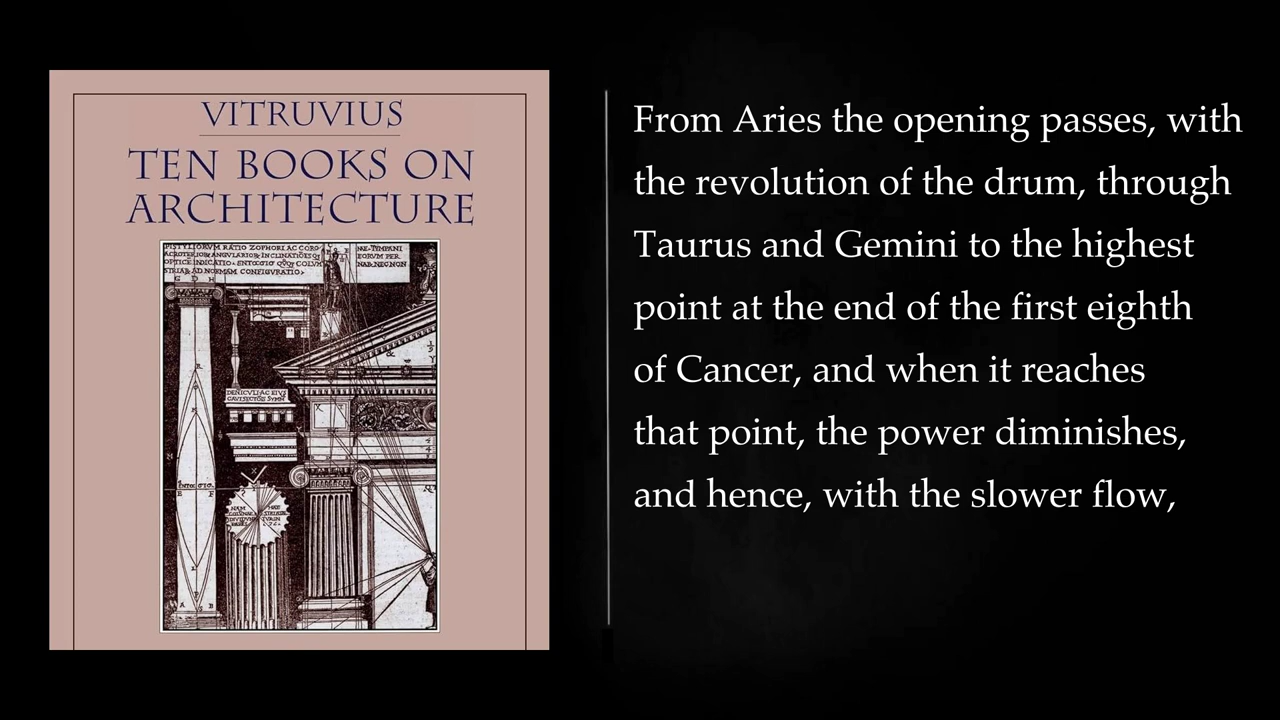 VITRUVIUS
TEN BOOKS ON
ARCHITECTURE
From Aries the opening passes, with
the revolution of the drum, through
Taurus and Gemini to the highest
point at the end of the first eighth
of Cancer, and when it reaches
that point, the power diminishes,
and hence, with the slower flow,